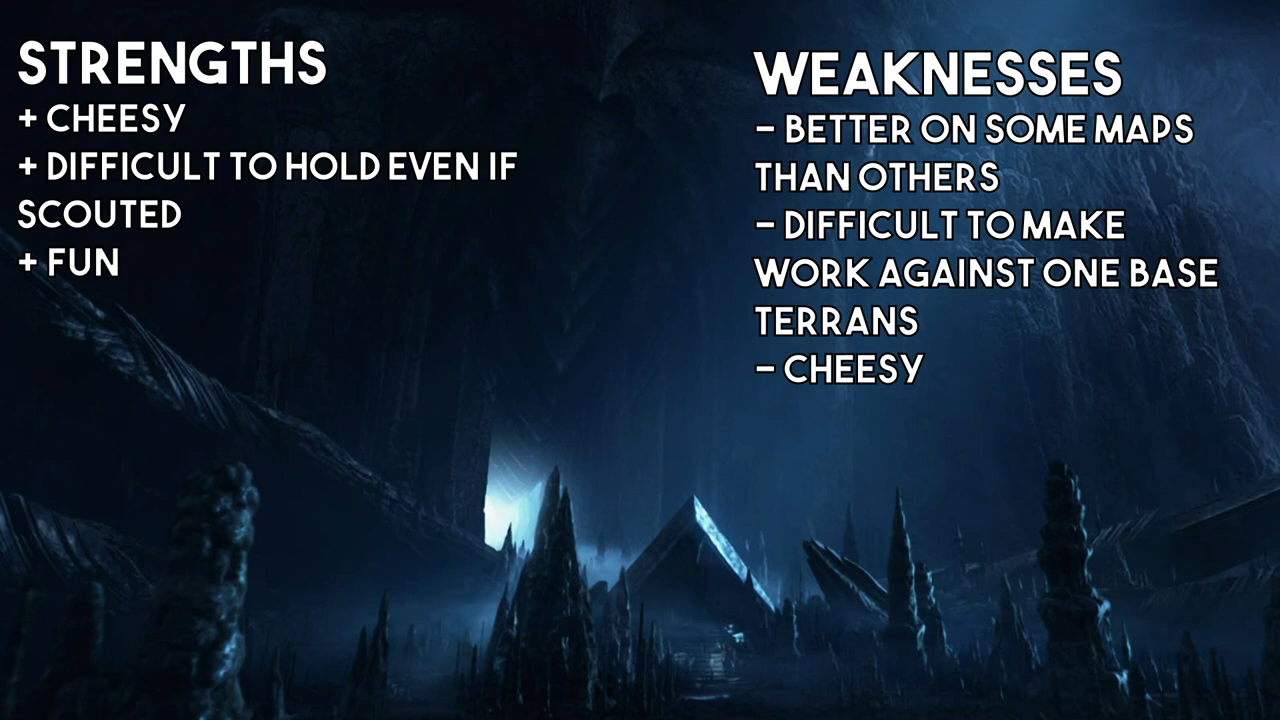 STRENGTHS
+ CHEESY
+ DIFFICULT TO HOLD EVEN IF
SCOUTED
+ FUN
WEAKNESSES
- BETTER ON SOME MAPS
THAN OTHERS
- DIFFICULT TO MAKE
WORK AGAINST ONE BASE
TERRANS
- CHEESY